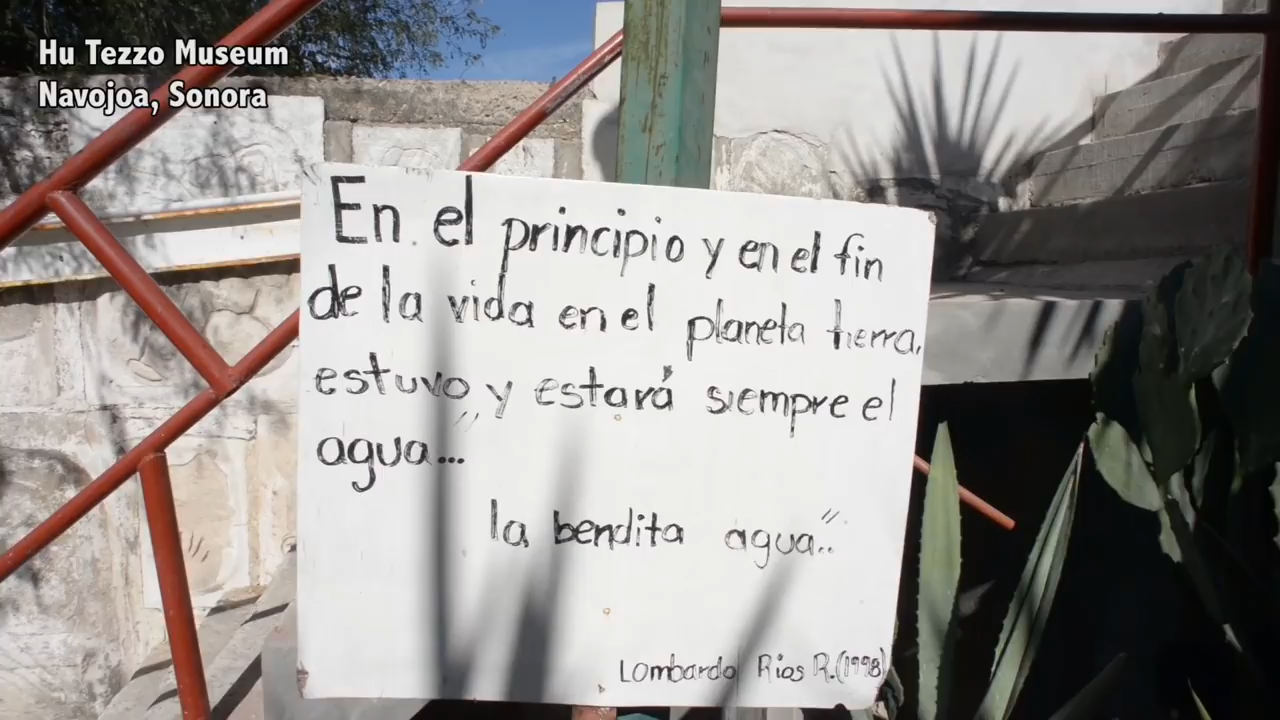 Hu Tezzo Museum
Navojoa, Sonora
En el principio y en el fin
de la vida en el planeta tierra,
estuvo y estará siempre el
agua...
la bendita agua.."
Lombardo Rios R. (1998)